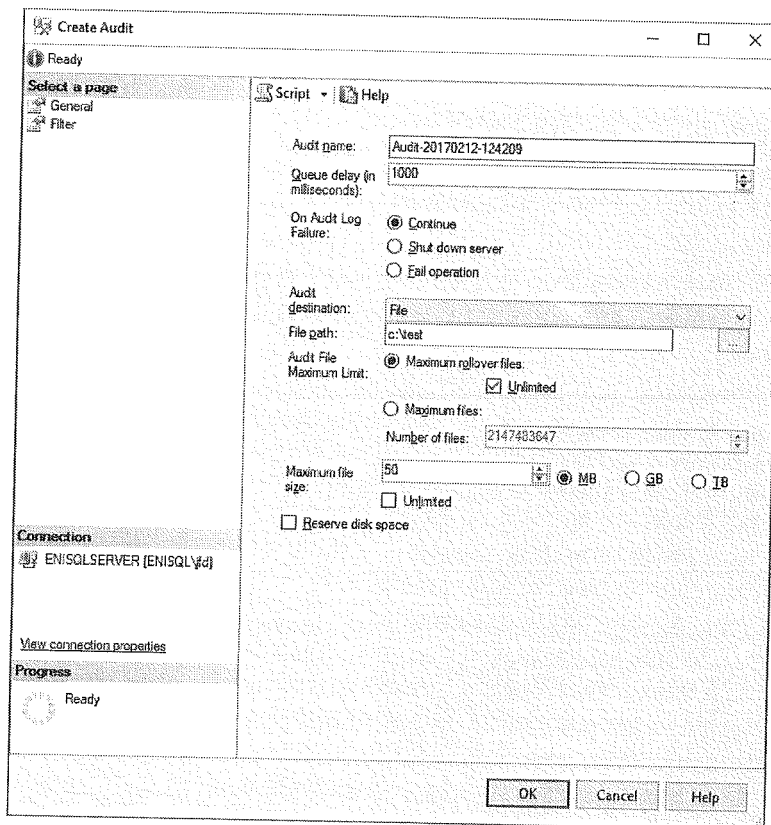 Create Audit
Ready
Select a page
General
Filter
Script
Help
Audit name:
Audit-20170212-124209
Queue delay (in
milliseconds):
1000
On Audit Log
Failure:
Continue
Shut down server
Fail operation
Audit
destination:
File
File path:
c:\test
...
Audit File
Maximum Limit:
Maximum rollover files:
Unlimited
Maximum files:
Number of files:
2147483647
Maximum file
size:
50
MB
GB
TB
Unlimited
Reserve disk space
Connection
ENISQLSERVER [ENISQL\jfd]
View connection properties
Progress
Ready
OK
Cancel
Help